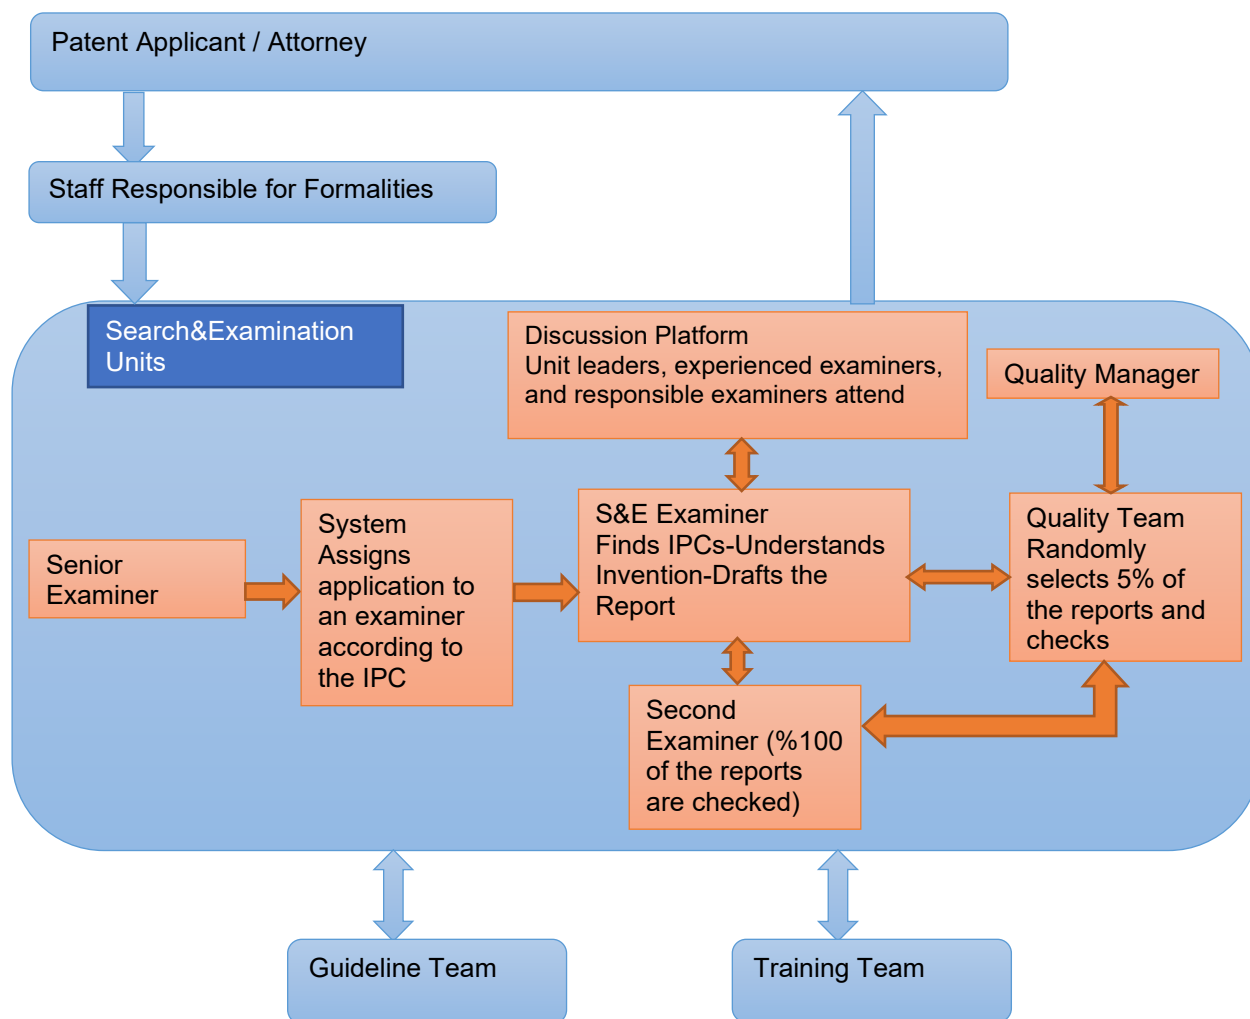 Patent Applicant / Attorney
Staff Responsible for Formalities
Search&Examination
Units
Discussion Platform
Unit leaders, experienced examiners,
and responsible examiners attend
Quality Manager
Senior
Examiner
System
Assigns
application to
an examiner
according to
the IPC
S&E Examiner
Finds IPCs-Understands
Invention-Drafts the
Report
Quality Team
Randomly
selects 5% of
the reports and
checks
Second
Examiner (%100
of the reports
are checked)
Guideline Team
Training Team